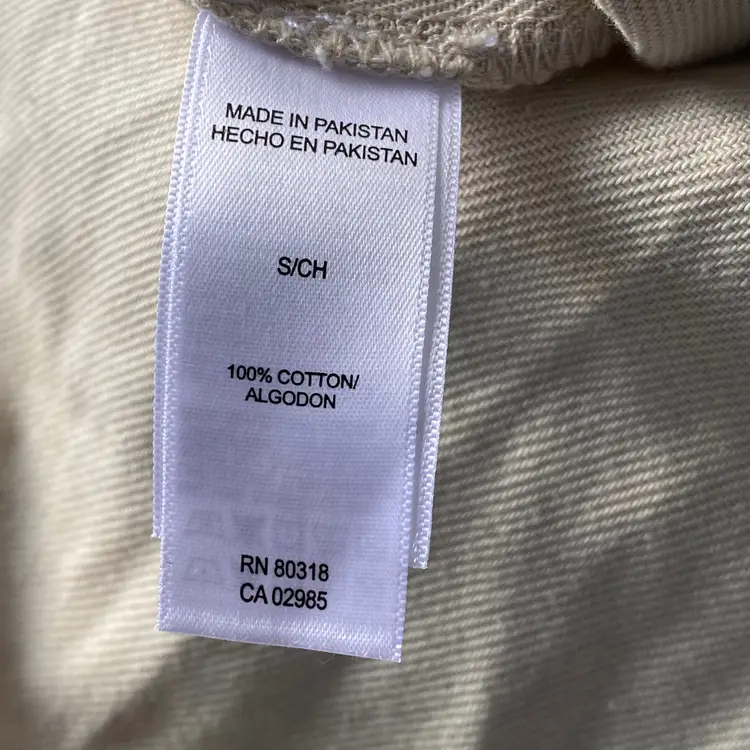 MADE IN PAKISTAN
HECHO EN PAKISTAN
S/CH
100% COTTON/
ALGODON
RN 80318
CA 02985